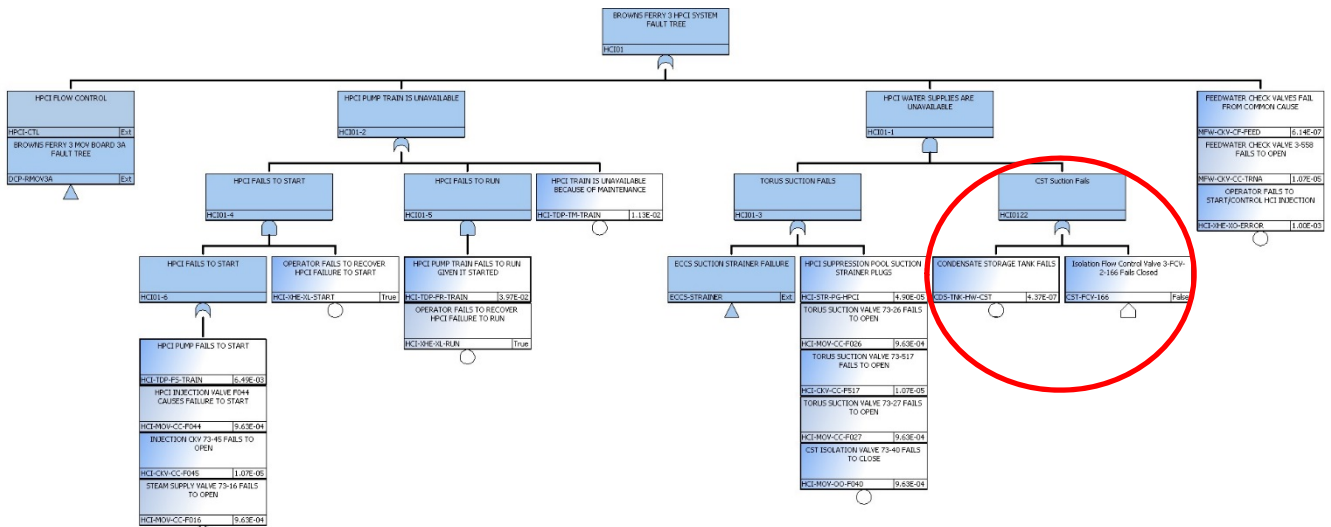 BROWNS FERRY 3 HPCI SYSTEM
FAULT TREE
HCI01
HPCI FLOW CONTROL
HPCI-CTL Ext
BROWNS FERRY 3 MOV BOARD 3A
FAULT TREE
DCP-RMOV3A Ext
HPCI PUMP TRAIN IS UNAVAILABLE
HCI01-2
HPCI WATER SUPPLIES ARE
UNAVAILABLE
HCI01-1
FEEDWATER CHECK VALVES FAIL
FROM COMMON CAUSE
MFW-CKV-CF-FEED 6.14E-07
FEEDWATER CHECK VALVE 3-558
FAILS TO OPEN
MFW-CKV-CC-TRNA 1.07E-05
OPERATOR FAILS TO
START/CONTROL HCI INJECTION
HCI-XHE-XO-ERROR 1.00E-03
HPCI FAILS TO START
HCI01-4
HPCI FAILS TO RUN
HCI01-5
HPCI TRAIN IS UNAVAILABLE
BECAUSE OF MAINTENANCE
HCI-TDP-TM-TRAIN 1.13E-02
TORUS SUCTION FAILS
HCI01-3
CST Suction Fails
HCI0122
HPCI FAILS TO START
HCI01-6
OPERATOR FAILS TO RECOVER
HPCI FAILURE TO START
HCI-XHE-XL-START True
HPCI PUMP TRAIN FAILS TO RUN
GIVEN IT STARTED
HCI-TDP-FR-TRAIN 3.97E-02
OPERATOR FAILS TO RECOVER
HPCI FAILURE TO RUN
HCI-XHE-XL-RUN True
ECCS SUCTION STRAINER FAILURE
ECCS-STRAINER Ext
HPCI SUPPRESSION POOL SUCTION
STRAINER PLUGS
HCI-STR-PG-HPCI 4.90E-05
TORUS SUCTION VALVE 73-26 FAILS
TO OPEN
HCI-MOV-CC-F026 9.63E-04
TORUS SUCTION VALVE 73-517
FAILS TO OPEN
HCI-CKV-CC-F517 1.07E-05
TORUS SUCTION VALVE 73-27 FAILS
TO OPEN
HCI-MOV-CC-F027 9.63E-04
CST ISOLATION VALVE 73-40 FAILS
TO CLOSE
HCI-MOV-OO-F040 9.63E-04
CONDENSATE STORAGE TANK FAILS
CDS-TNK-HW-CST 4.37E-07
Isolation Flow Control Valve 3-FCV-
2-166 Fails Closed
CST-FCV-166 False
HPCI PUMP FAILS TO START
HCI-TDP-FS-TRAIN 6.49E-03
HPCI INJECTION VALVE F044
CAUSES FAILURE TO START
HCI-MOV-CC-F044 9.63E-04
INJECTION CKV 73-45 FAILS TO
OPEN
HCI-CKV-CC-F045 1.07E-05
STEAM SUPPLY VALVE 73-16 FAILS
TO OPEN
HCI-MOV-CC-F016 9.63E-04